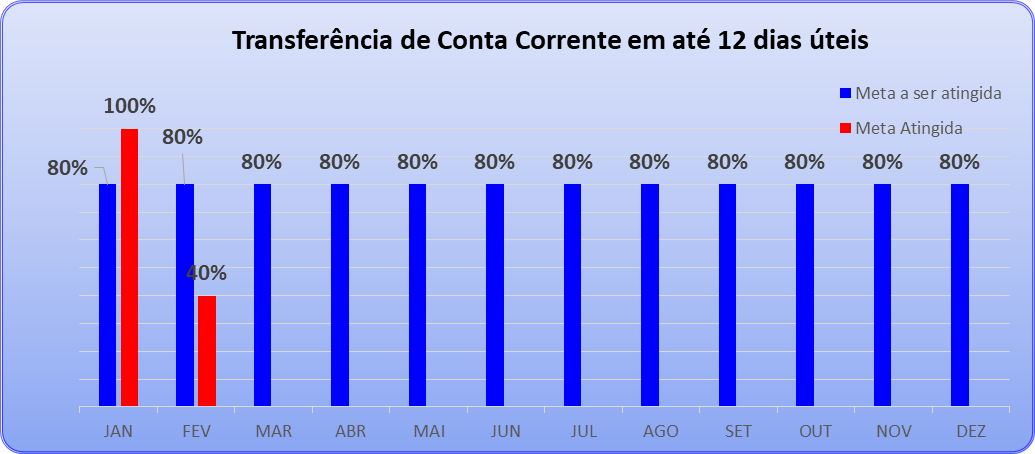 Transferência de Conta Corrente em até 12 dias úteis
Meta a ser atingida
Meta Atingida
100%
80%
80%
40%
80%
80%
80%
80%
80%
80%
80%
80%
80%
80%
JAN
FEV
MAR
ABR
MAI
JUN
JUL
AGO
SET
OUT
NOV
DEZ